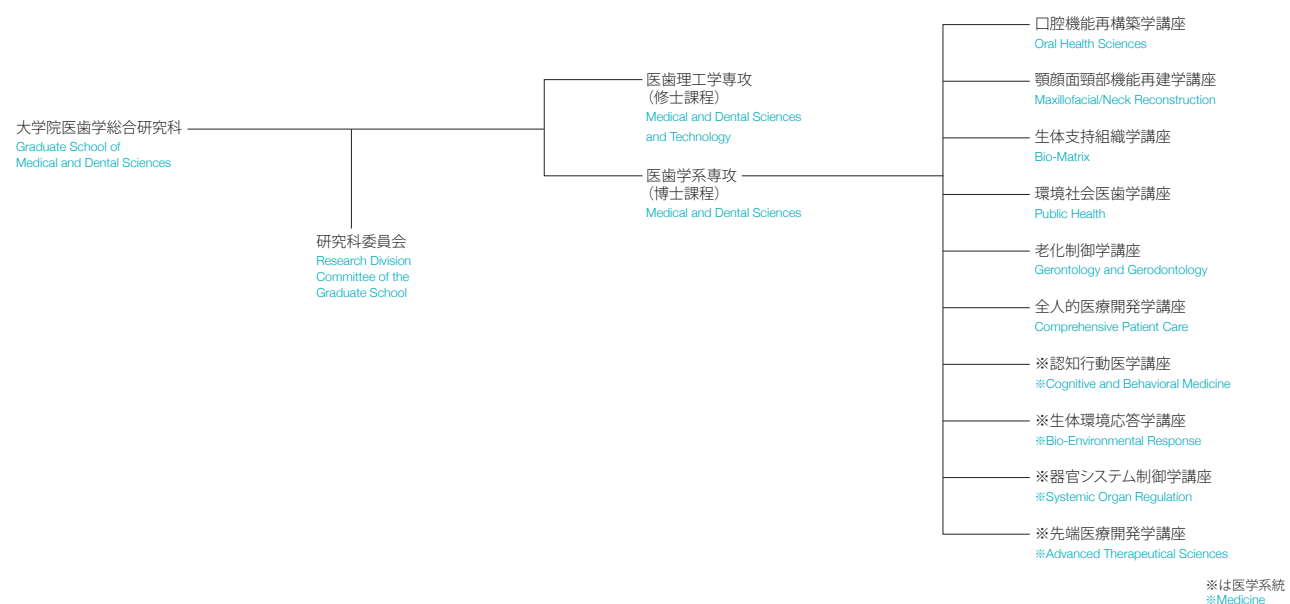 大学院医歯学総合研究科
Graduate School of
Medical and Dental Sciences
研究科委員会
Research Division
Committee of the
Graduate School
医歯理工学専攻
(修士課程)
Medical and Dental Sciences
and Technology
医歯学系専攻
(博士課程)
Medical and Dental Sciences
口腔機能再構築学講座
Oral Health Sciences
顎顔面頸部機能再建学講座
Maxillofacial/Neck Reconstruction
生体支持組織学講座
Bio-Matrix
環境社会医歯学講座
Public Health
老化制御学講座
Gerontology and Gerodontology
全人的医療開発学講座
Comprehensive Patient Care
※認知行動医学講座
※Cognitive and Behavioral Medicine
※生体環境応答学講座
※Bio-Environmental Response
※器官システム制御学講座
※Systemic Organ Regulation
※先端医療開発学講座
※Advanced Therapeutical Sciences
※は医学系統
※Medicine